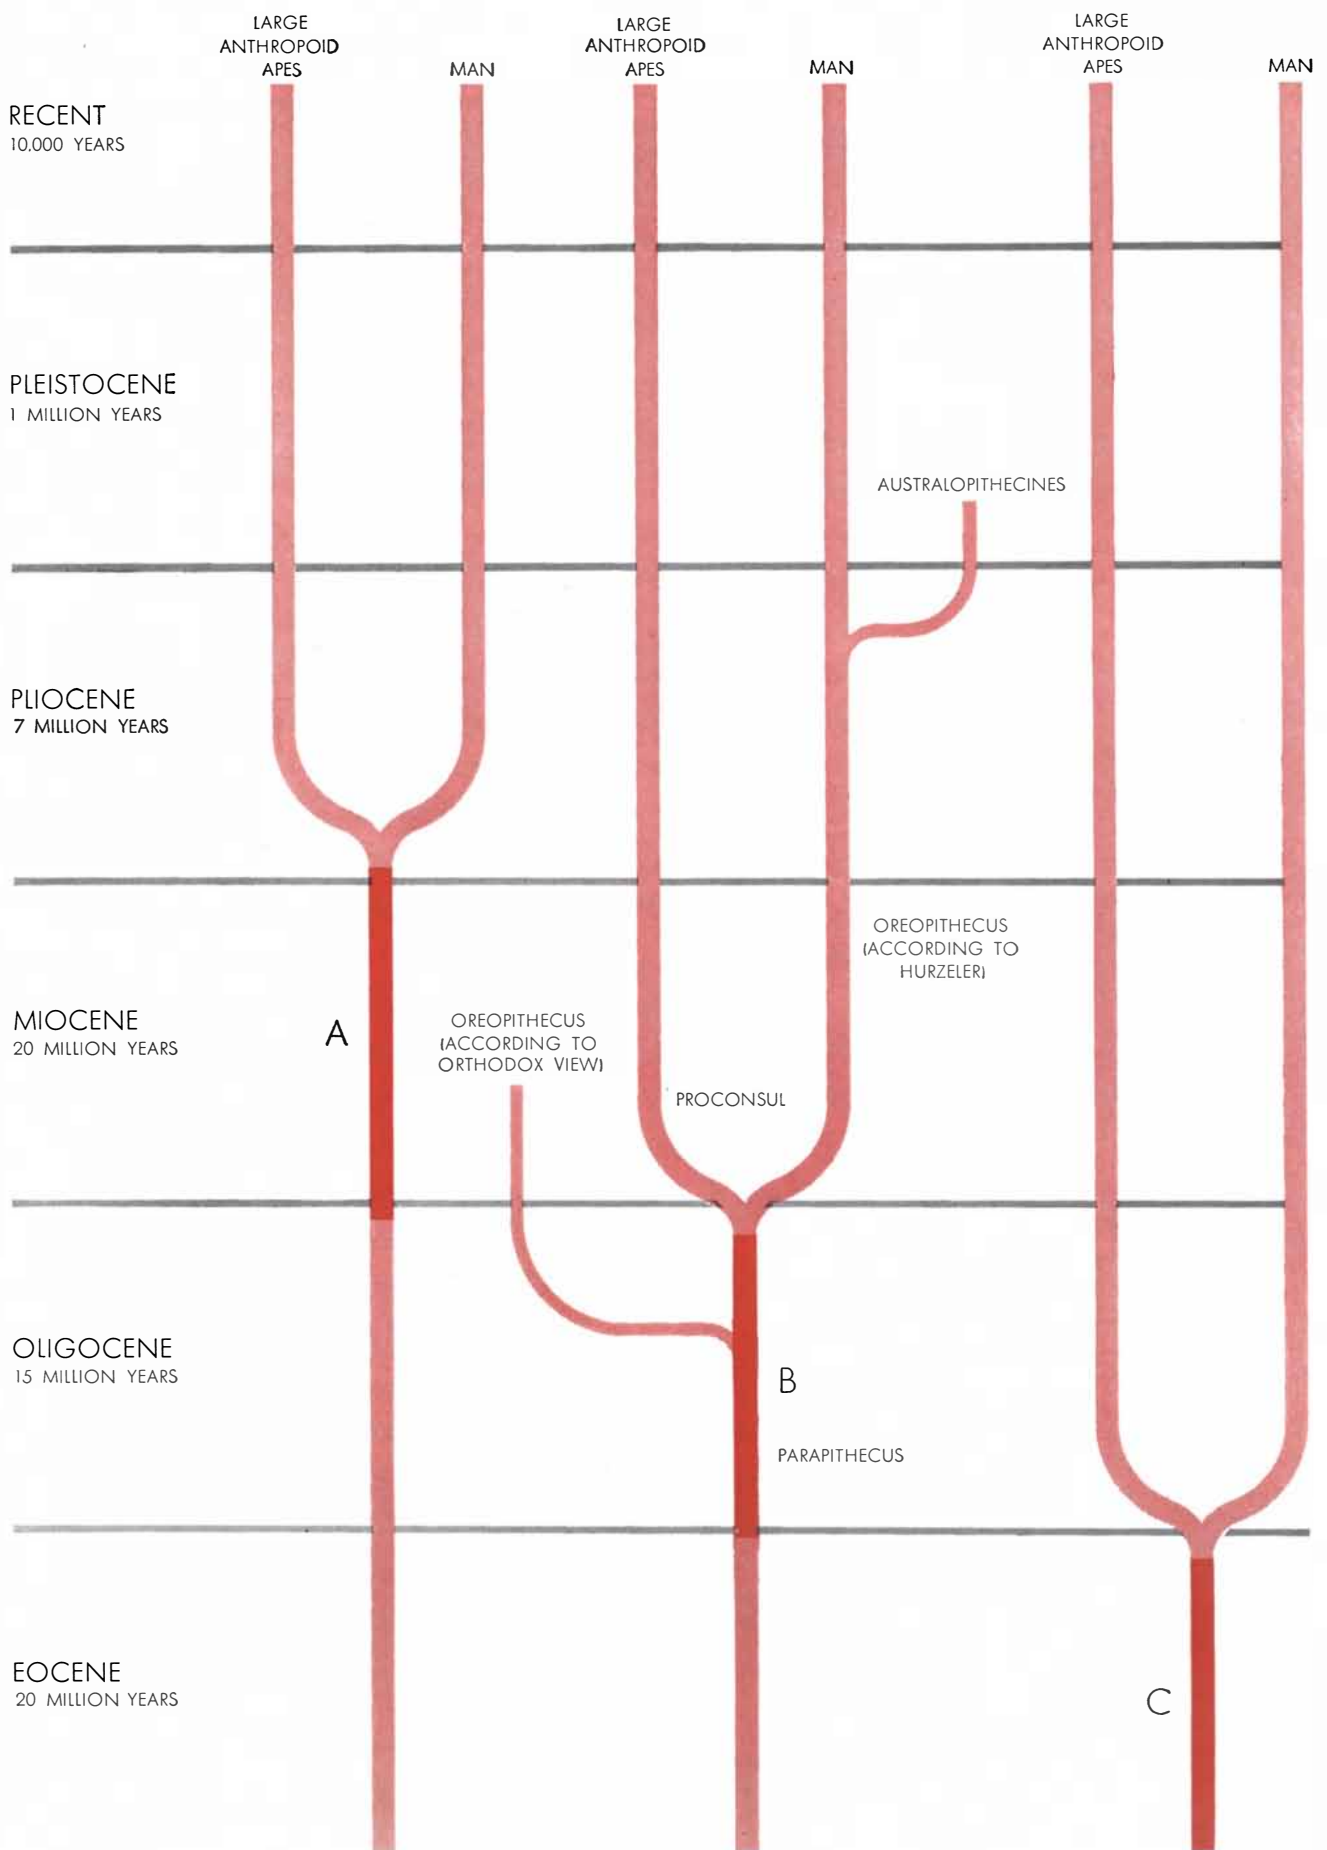 LARGE
ANTHROPOID
APES
MAN
LARGE
ANTHROPOID
APES
MAN
LARGE
ANTHROPOID
APES
MAN
RECENT
10,000 YEARS
PLEISTOCENE
1 MILLION YEARS
AUSTRALOPITHECINES
PLIOCENE
7 MILLION YEARS
OREOPITHECUS
(ACCORDING TO
HURZELER)
MIOCENE
20 MILLION YEARS
A
OREOPITHECUS
(ACCORDING TO
ORTHODOX VIEW)
PROCONSUL
OLIGOCENE
15 MILLION YEARS
B
PARAPITHECUS
EOCENE
20 MILLION YEARS
C